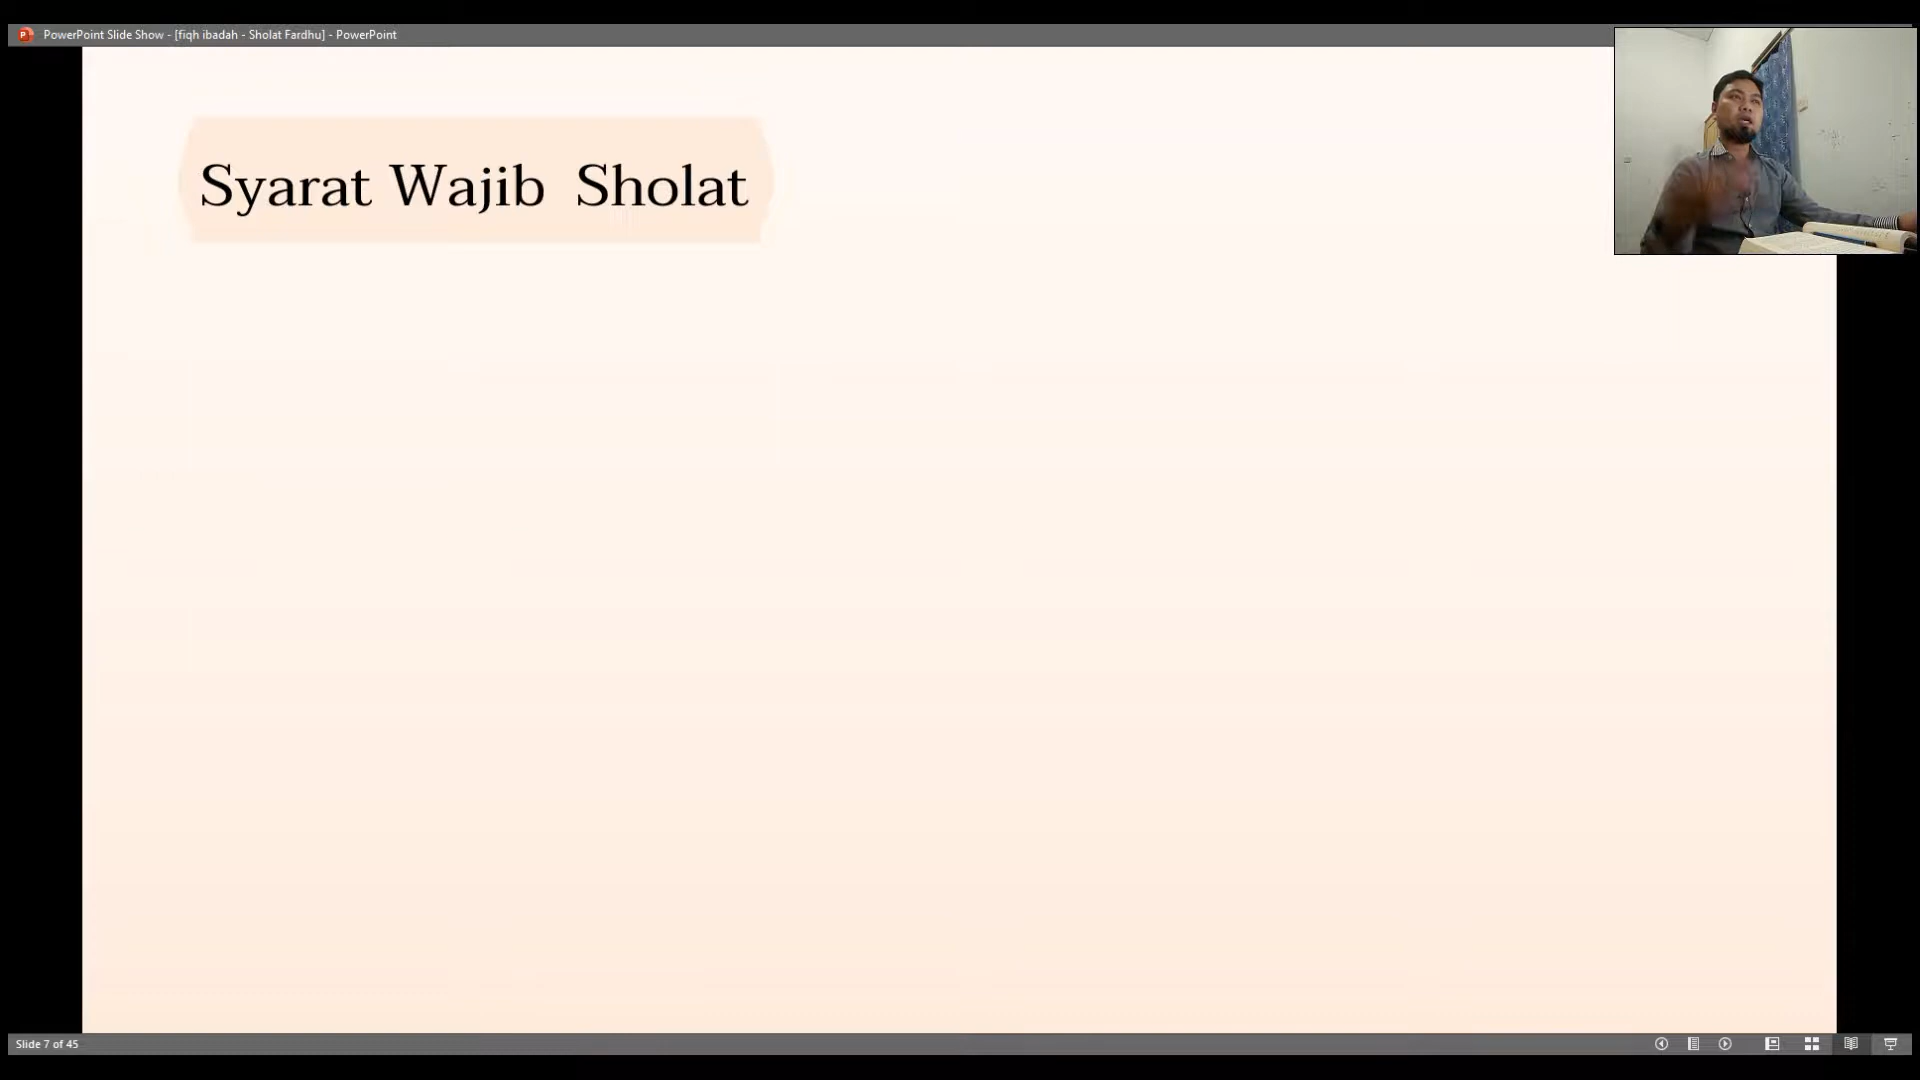 PowerPoint Slide Show - [fiqh ibadah - Sholat Fardhu] - PowerPoint
Syarat Wajib Sholat
Slide 7 of 45